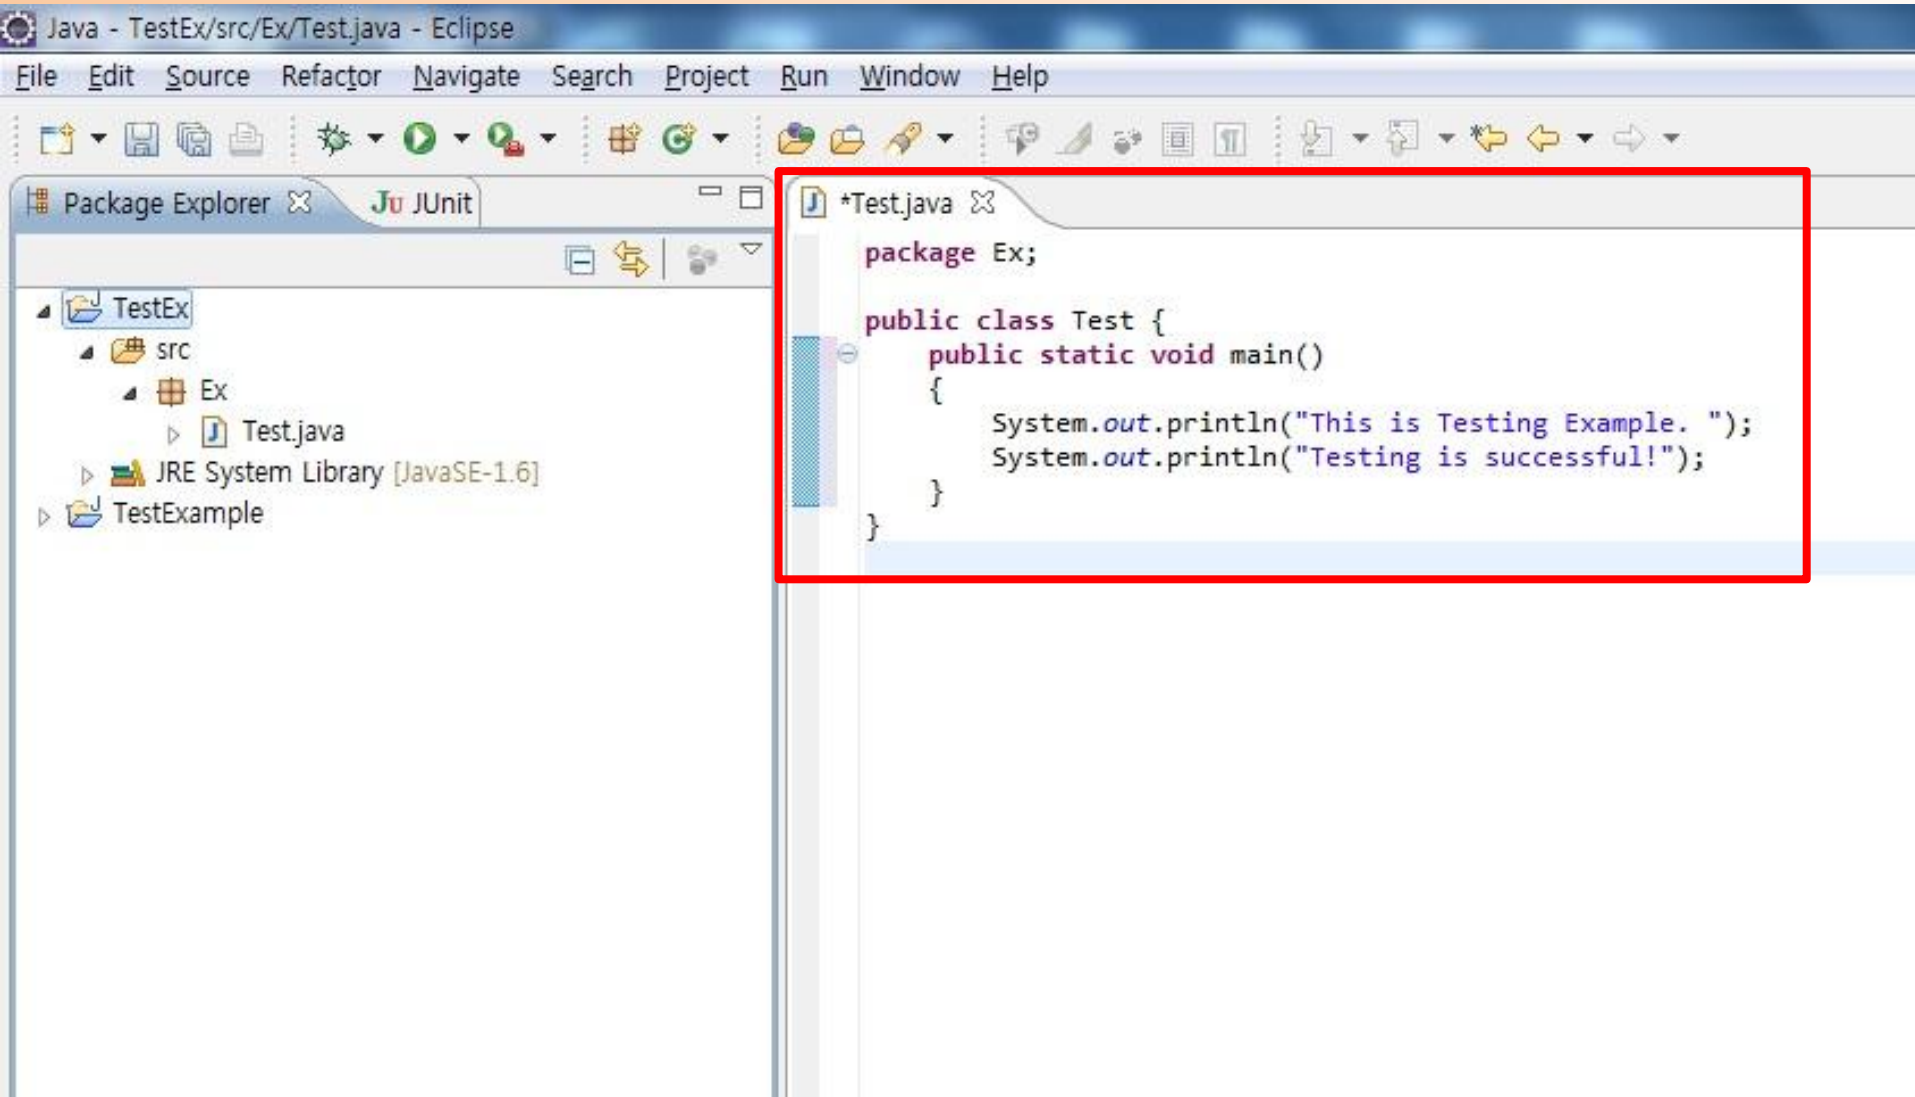 Java - TestEx/src/Ex/Test.java - Eclipse
File Edit Source Refactor Navigate Search Project Run Window Help
Package Explorer JUnit
TestEx
src
Ex
Test.java
JRE System Library [JavaSE-1.6]
TestExample
*Test.java
package Ex;
public class Test {
public static void main()
{
System.out.println("This is Testing Example. ");
System.out.println("Testing is successful!");
}
}